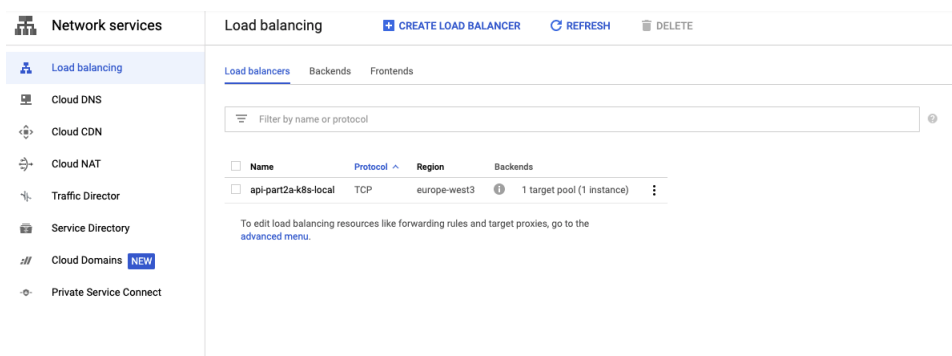 Network services
Load balancing
Cloud DNS
Cloud CDN
Cloud NAT
Traffic Director
Service Directory
Cloud Domains NEW
Private Service Connect
Load balancing CREATE LOAD BALANCER REFRESH DELETE
Load balancers Backends Frontends
Filter by name or protocol
Name Protocol Region Backends
api-part2a-k8s-local TCP europe-west3 1 target pool (1 instance)
To edit load balancing resources like forwarding rules and target proxies, go to the
advanced menu.